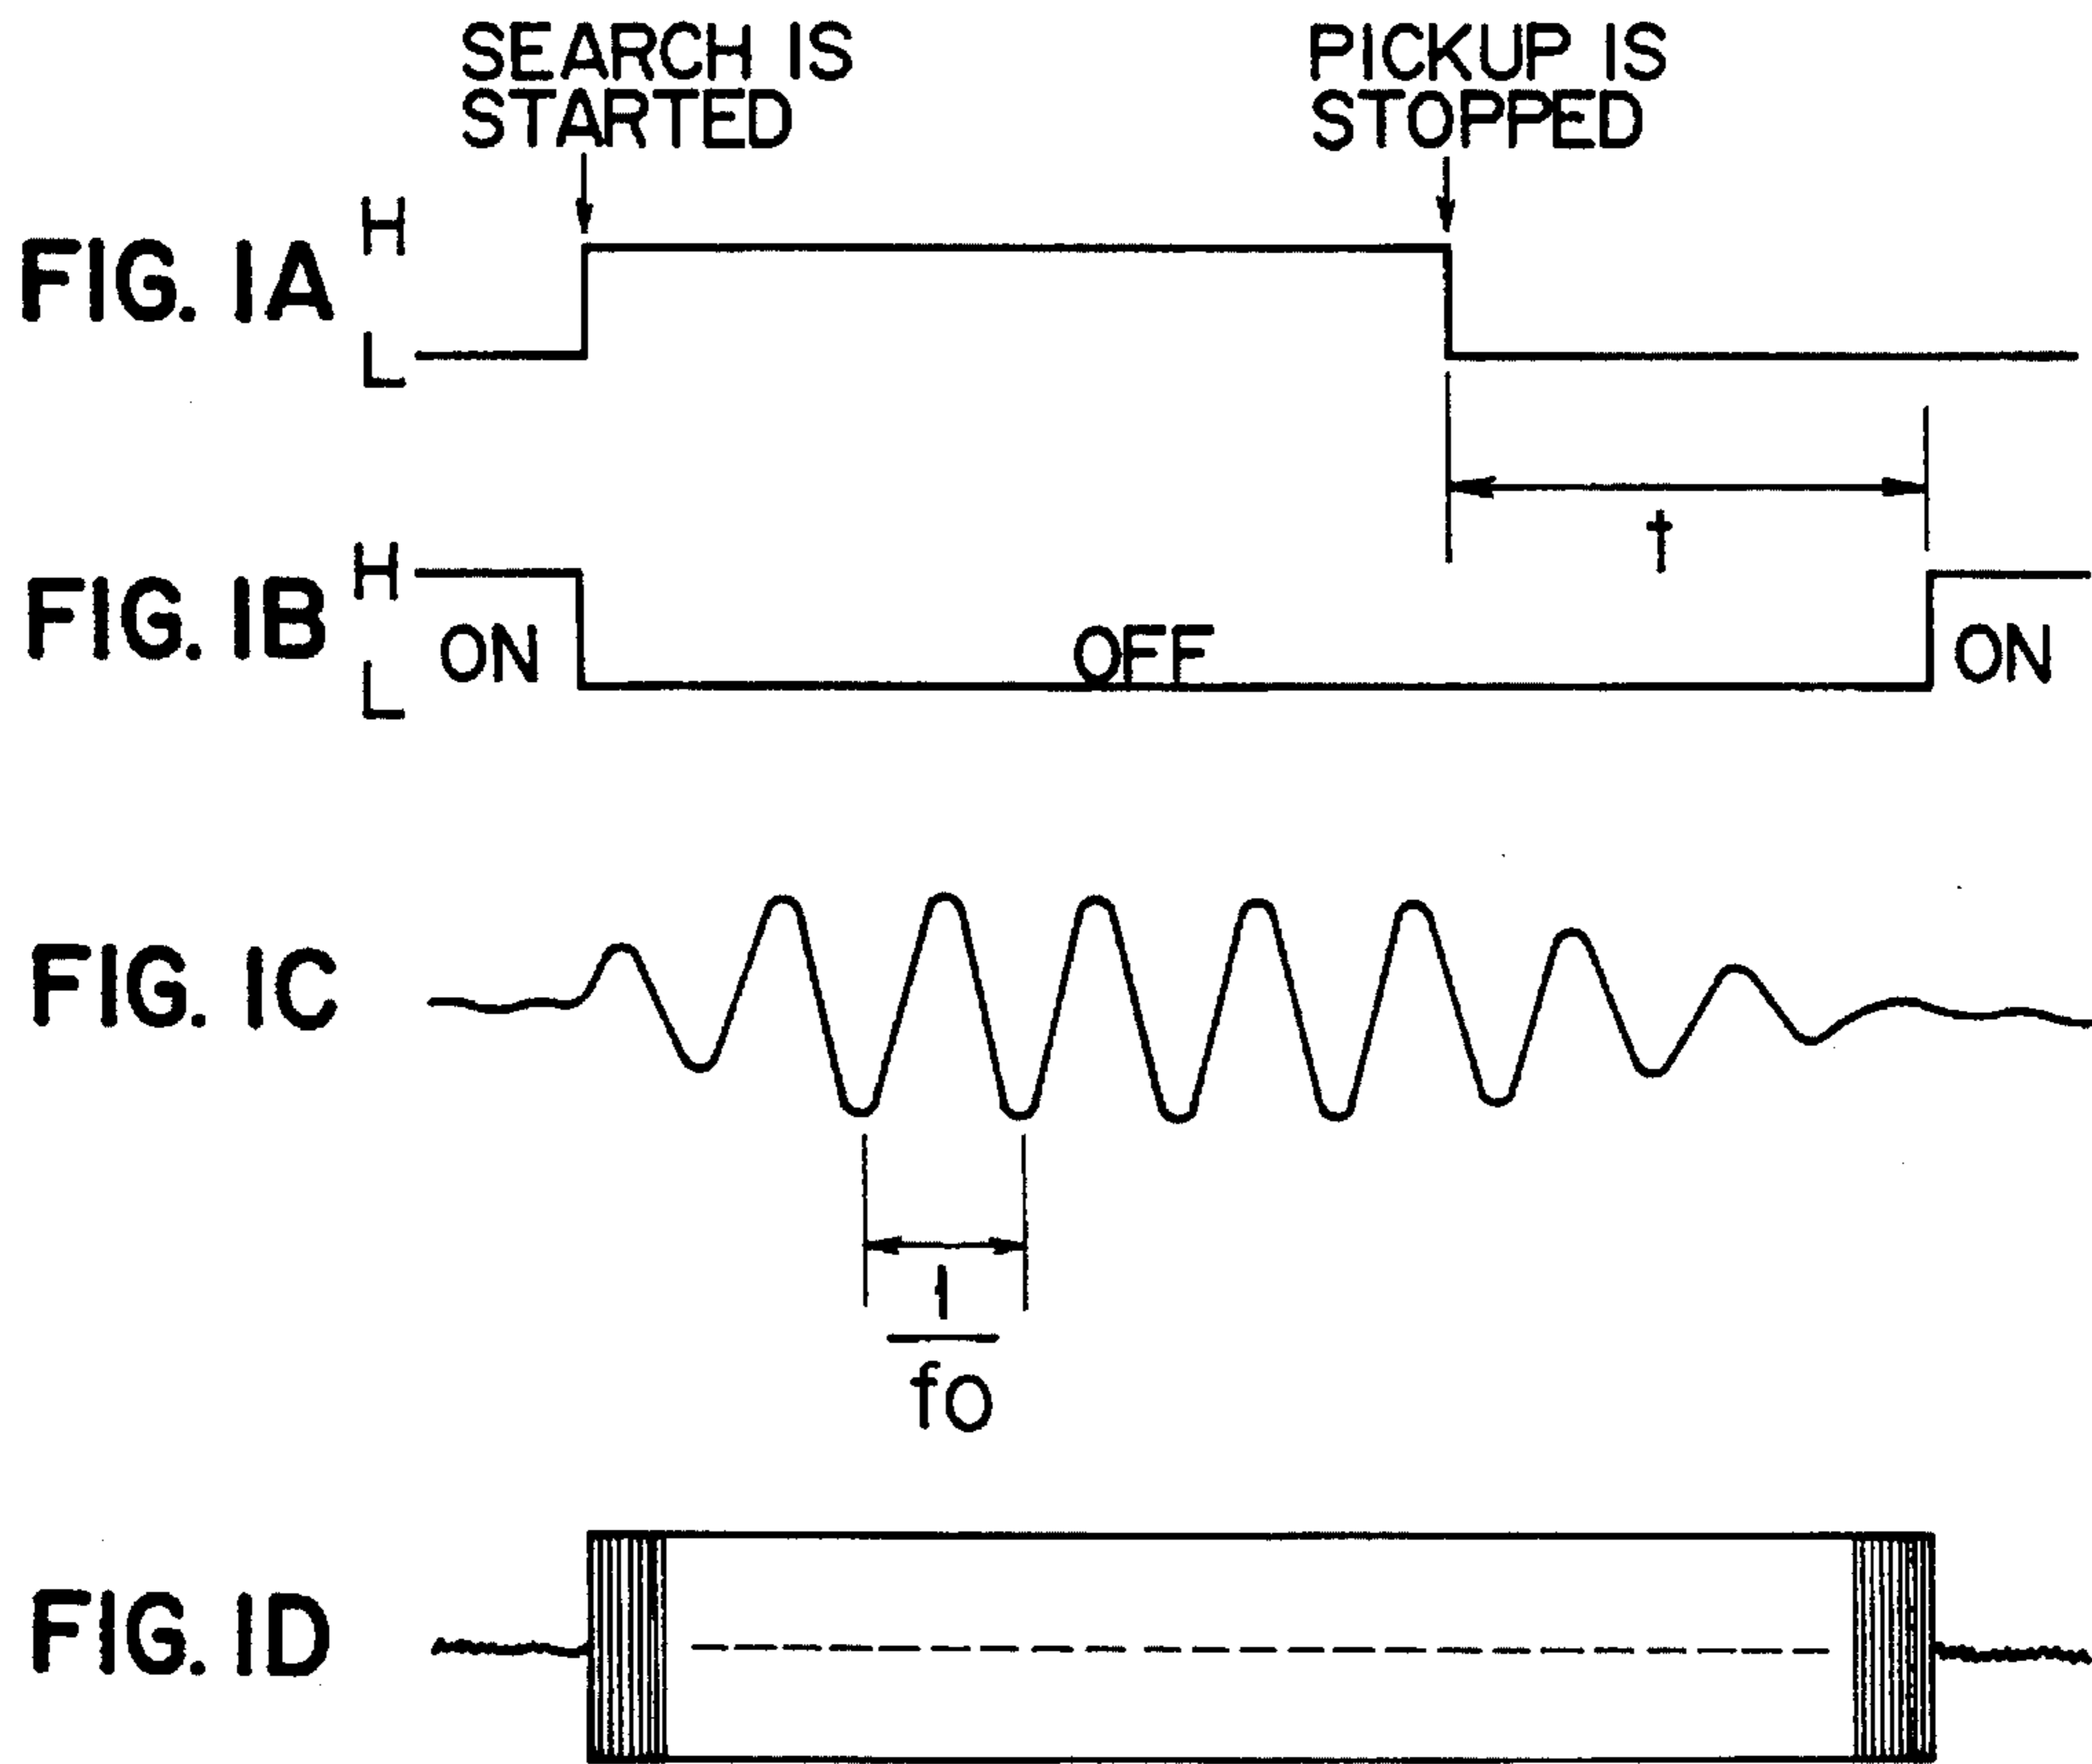 SEARCH IS
STARTED
PICKUP IS
STOPPED
FIG. 1A
H
L
t
FIG. 1B
H
L
ON
OFF
ON
FIG. 1C
1
fo
FIG. 1D